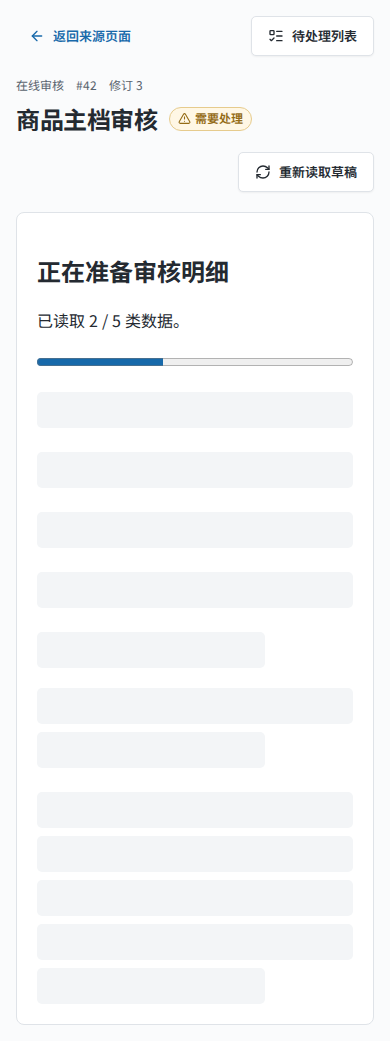 返回来源页面
待处理列表
在线审核 #42 修订 3
商品主档审核
需要处理
重新读取草稿
正在准备审核明细
已读取 2 / 5 类数据。